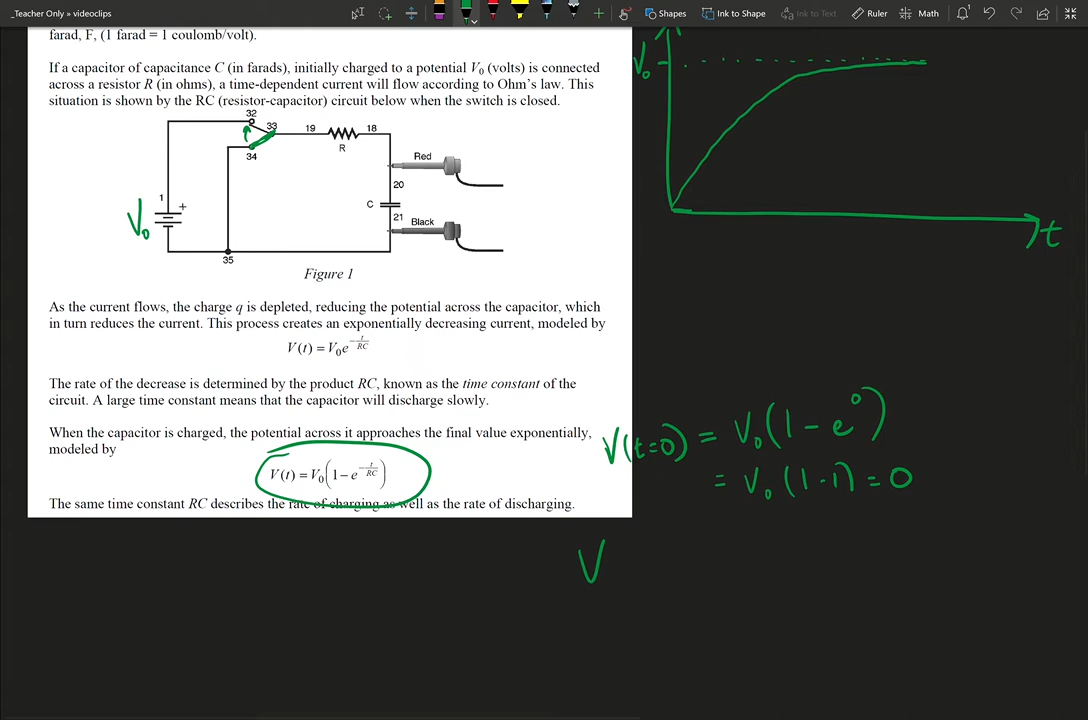 _Teacher Only » videoclips
Shapes
Ink to Shape
Ink to Text
Ruler
Math
farad, F, (1 farad = 1 coulomb/volt).
If a capacitor of capacitance C (in farads), initially charged to a potential V₀ (volts) is connected
across a resistor R (in ohms), a time-dependent current will flow according to Ohm's law. This
situation is shown by the RC (resistor-capacitor) circuit below when the switch is closed.
32
33
19
18
34
R
Red
20
1
+
C
21
Black
V₀
35
Figure 1
As the current flows, the charge q is depleted, reducing the potential across the capacitor, which
in turn reduces the current. This process creates an exponentially decreasing current, modeled by
V(t) = V₀e^(-t/RC)
The rate of the decrease is determined by the product RC, known as the time constant of the
circuit. A large time constant means that the capacitor will discharge slowly.
When the capacitor is charged, the potential across it approaches the final value exponentially,
modeled by
V(t) = V₀(1 − e^(-t/RC))
The same time constant RC describes the rate of charging as well as the rate of discharging.
V₀
t
V(t=0) = V₀(1 − e⁰)
= V₀(1-1) = 0
V